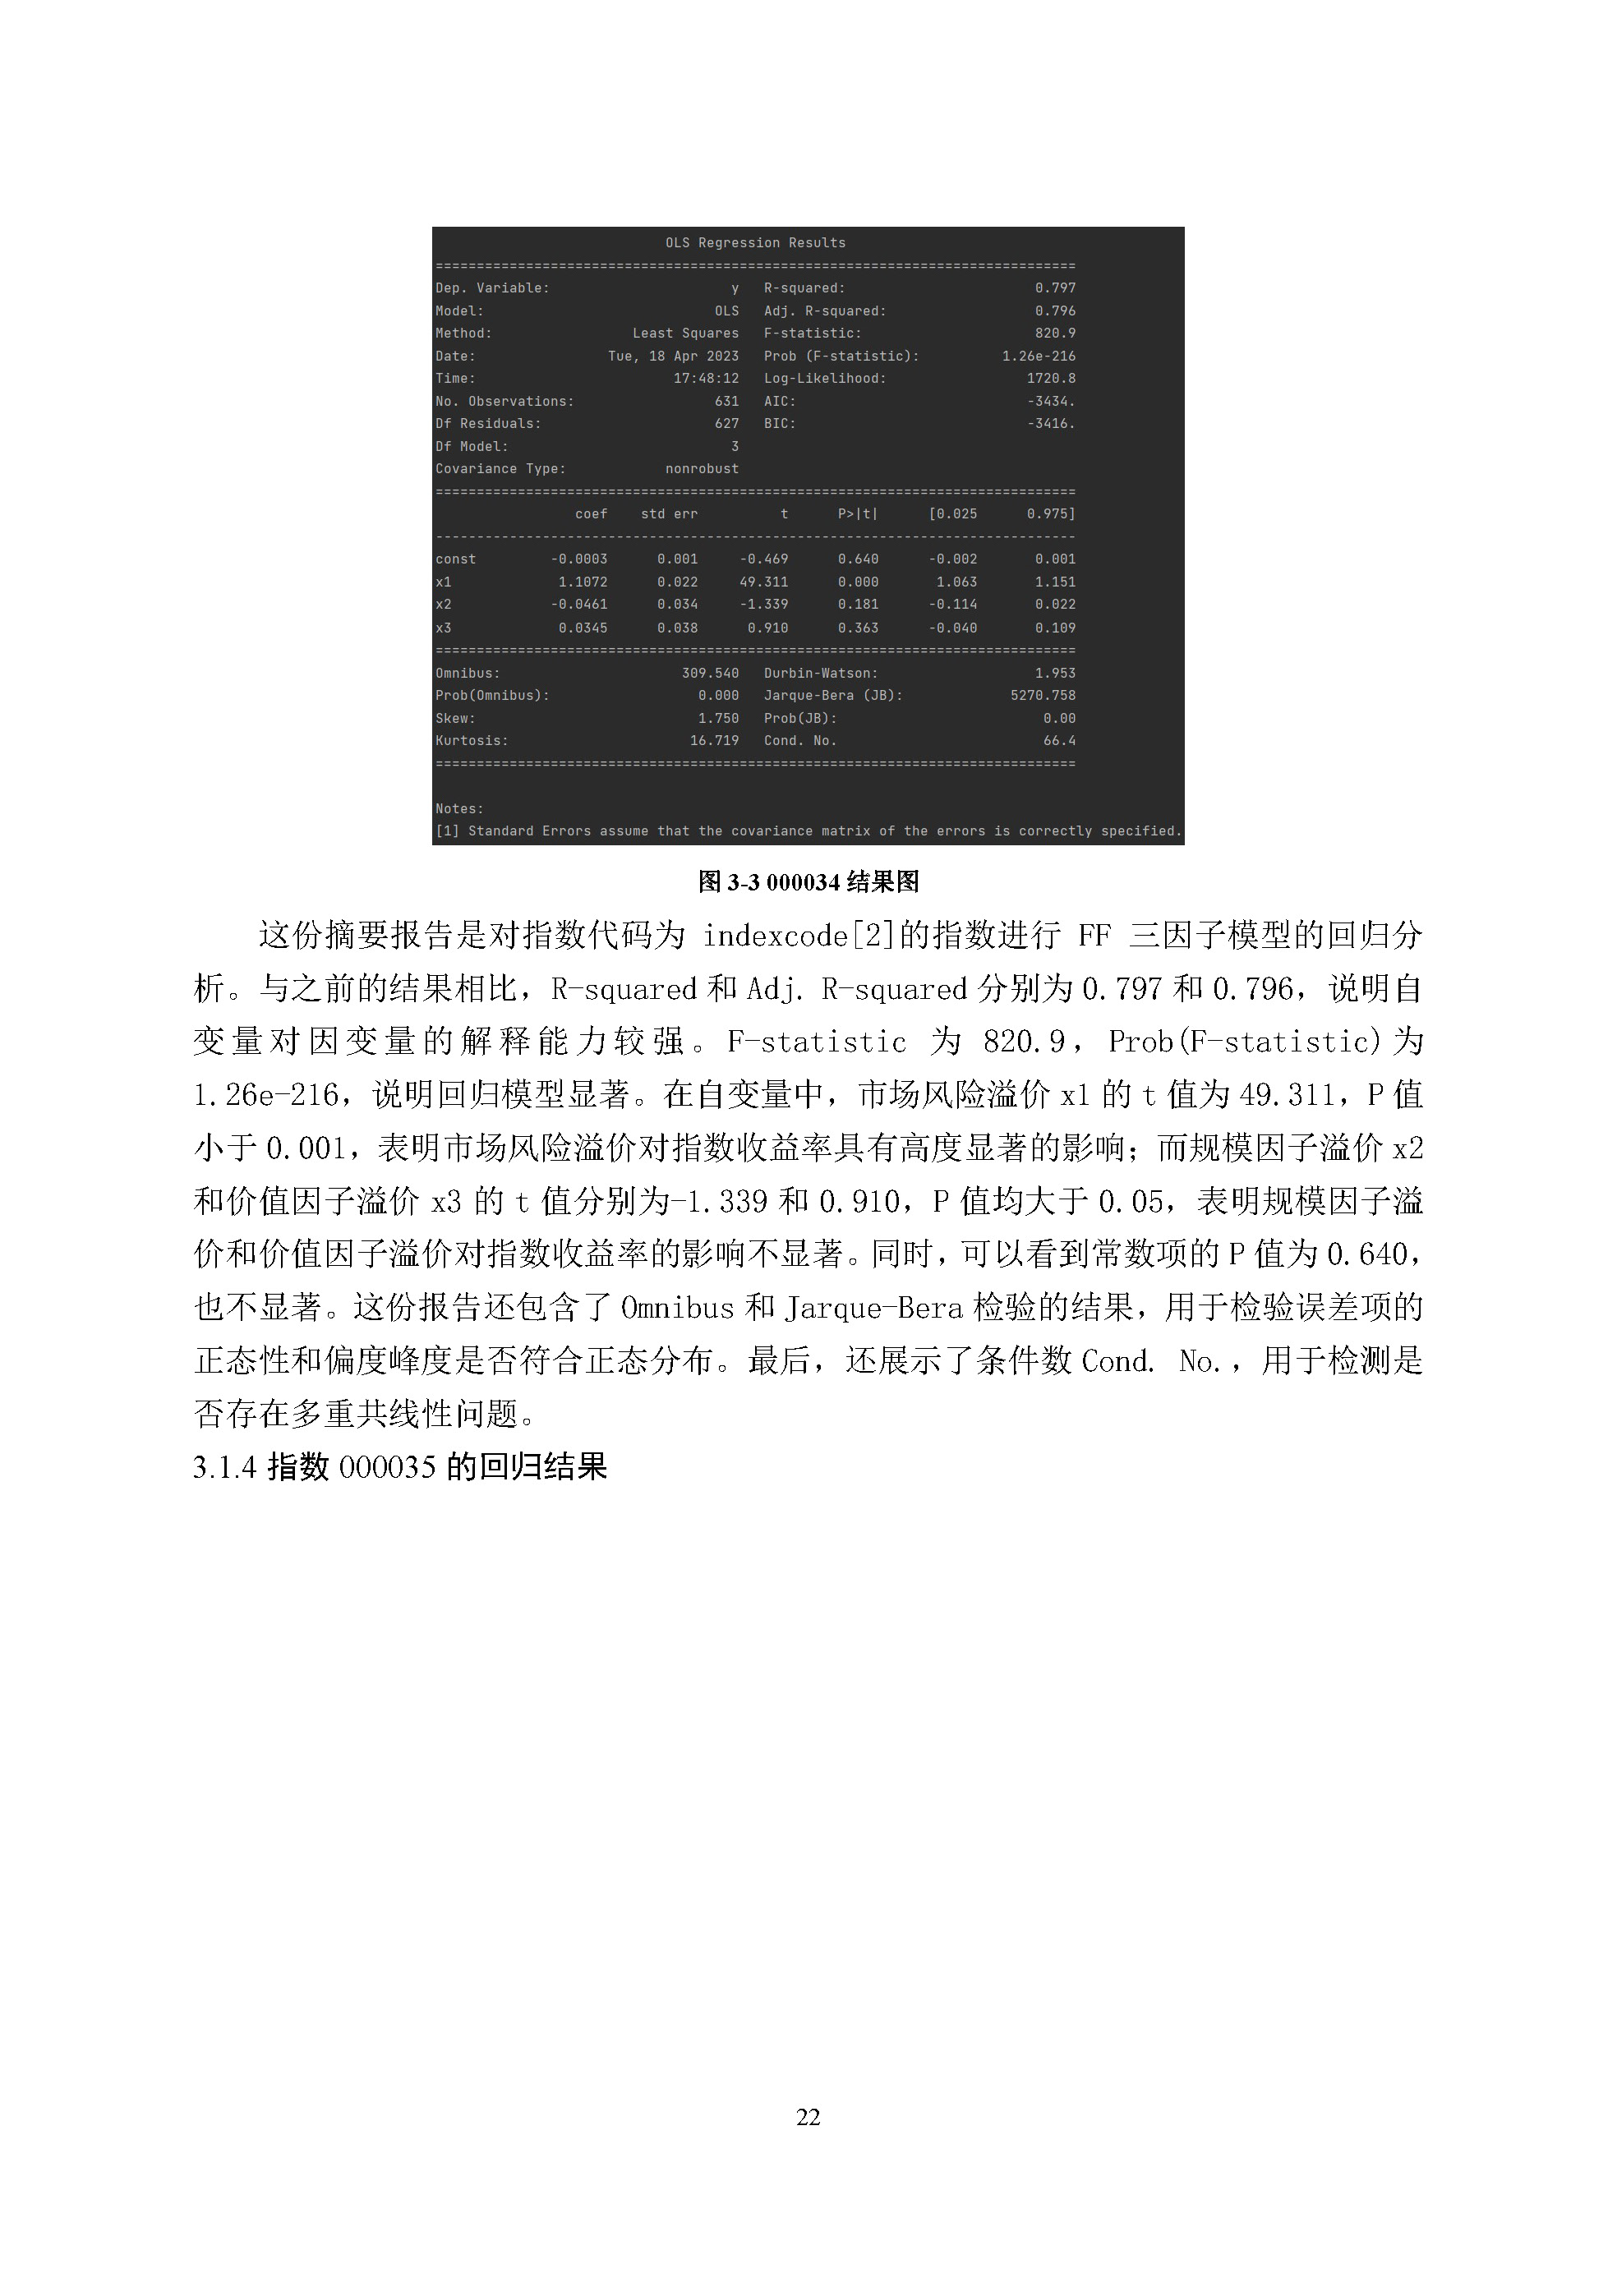 OLS Regression Results
==============================================================================
Dep. Variable:                      y   R-squared:                       0.797
Model:                            OLS   Adj. R-squared:                  0.796
Method:                 Least Squares   F-statistic:                     820.9
Date:                Tue, 18 Apr 2023   Prob (F-statistic):          1.26e-216
Time:                        17:48:12   Log-Likelihood:                 1720.8
No. Observations:                 631   AIC:                            -3434.
Df Residuals:                     627   BIC:                            -3416.
Df Model:                           3
Covariance Type:            nonrobust
==============================================================================
                 coef    std err          t      P>|t|      [0.025      0.975]
------------------------------------------------------------------------------
const         -0.0003      0.001     -0.469      0.640      -0.002       0.001
x1             1.1072      0.022     49.311      0.000       1.063       1.151
x2            -0.0461      0.034     -1.339      0.181      -0.114       0.022
x3             0.0345      0.038      0.910      0.363      -0.040       0.109
==============================================================================
Omnibus:                      309.540   Durbin-Watson:                   1.953
Prob(Omnibus):                  0.000   Jarque-Bera (JB):             5270.758
Skew:                           1.750   Prob(JB):                         0.00
Kurtosis:                      16.719   Cond. No.                         66.4
==============================================================================
Notes:
[1] Standard Errors assume that the covariance matrix of the errors is correctly specified.
图 3-3 000034 结果图
这份摘要报告是对指数代码为 indexcode[2]的指数进行 FF 三因子模型的回归分
析。与之前的结果相比，R-squared 和 Adj. R-squared 分别为 0.797 和 0.796，说明自
变量对因变量的解释能力较强。F-statistic 为 820.9，Prob(F-statistic)为
1.26e-216，说明回归模型显著。在自变量中，市场风险溢价 x1 的 t 值为 49.311，P 值
小于 0.001，表明市场风险溢价对指数收益率具有高度显著的影响；而规模因子溢价 x2
和价值因子溢价 x3 的 t 值分别为-1.339 和 0.910，P 值均大于 0.05，表明规模因子溢
价和价值因子溢价对指数收益率的影响不显著。同时，可以看到常数项的 P 值为 0.640，
也不显著。这份报告还包含了 Omnibus 和 Jarque-Bera 检验的结果，用于检验误差项的
正态性和偏度峰度是否符合正态分布。最后，还展示了条件数 Cond. No.，用于检测是
否存在多重共线性问题。
3.1.4 指数 000035 的回归结果
22